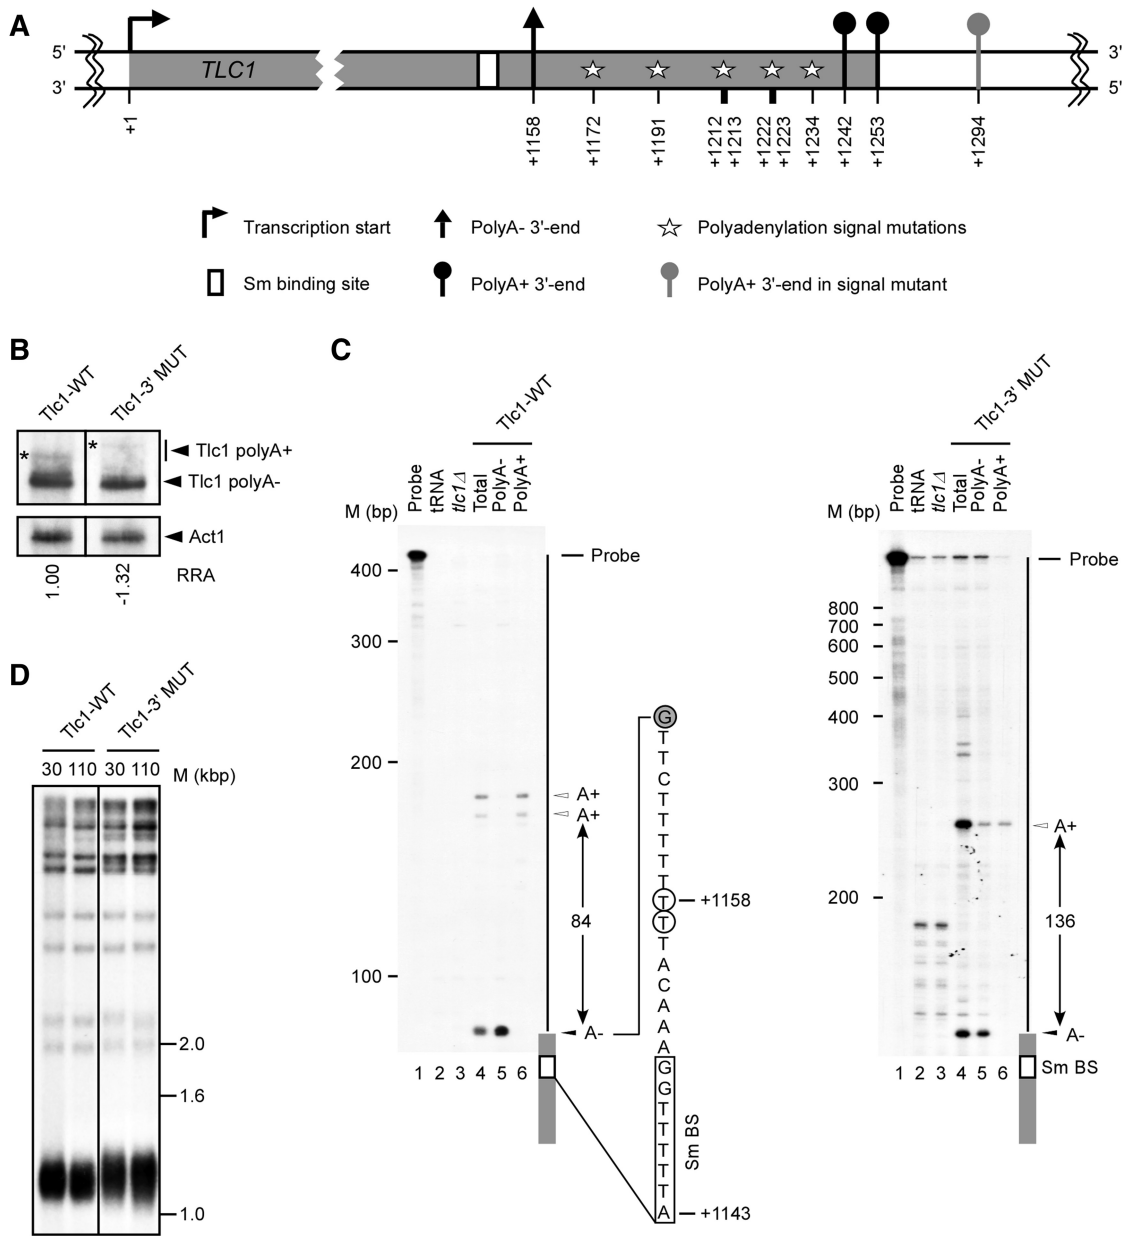 A
5'
3'
TLC1
3'
5'
+1
+1158
+1172
+1191
+1212
+1213
+1222
+1223
+1234
+1242
+1253
+1294
Transcription start
PolyA- 3'-end
Polyadenylation signal mutations
Sm binding site
PolyA+ 3'-end
PolyA+ 3'-end in signal mutant
B
Tlc1-WT
Tlc1-3' MUT
*
*
Tlc1 polyA+
Tlc1 polyA-
Act1
1.00
-1.32
RRA
C
Tlc1-WT
Probe
tRNA
tlc1Δ
Total
PolyA-
PolyA+
M (bp)
400
300
200
100
Probe
A+
A+
84
A-
1 2 3 4 5 6
G
T
T
C
T
T
T
T
T
T
+1158
T
T
A
C
A
A
A
G
G
T
T
T
T
T
A
+1143
Sm BS
Tlc1-3' MUT
Probe
tRNA
tlc1Δ
Total
PolyA-
PolyA+
M (bp)
800
700
600
500
400
300
200
Probe
A+
136
A-
Sm BS
1 2 3 4 5 6
D
Tlc1-WT
Tlc1-3' MUT
30 110 30 110 M (kbp)
2.0
1.6
1.0